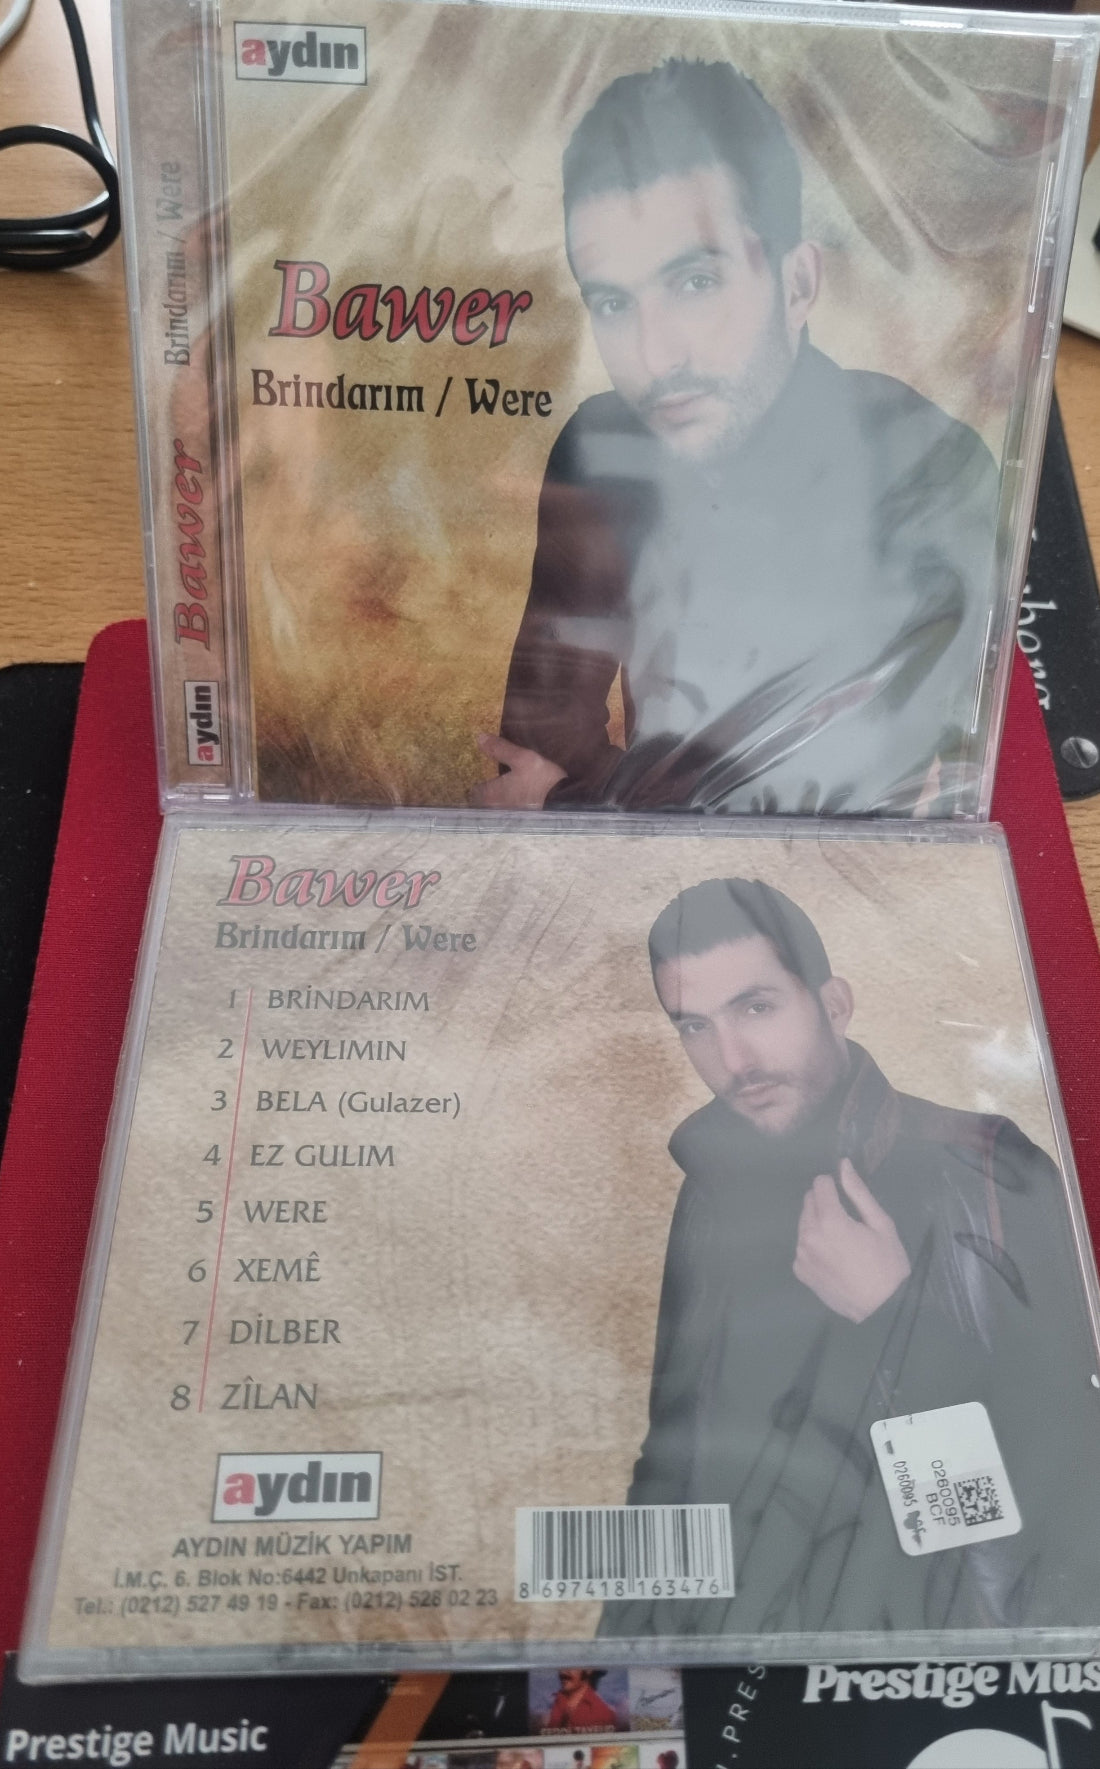 aydın
Bawer
Brindarım / Were
Brindarım / Were
Bawer
aydın
Bawer
Brindarım / Were
1 BRİNDARIM
2 WEYLIMIN
3 BELA (Gulazer)
4 EZ GULIM
5 WERE
6 XEMÊ
7 DİLBER
8 ZÎLAN
aydın
AYDIN MÜZİK YAPIM
İ.M.Ç. 6. Blok No:6442 Unkapanı İST.
Tel.: (0212) 527 49 19 - Fax: (0212) 526 02 23
8 697418 163476
0260095
BCF
0260095
Prestige Music
Prestige Mus